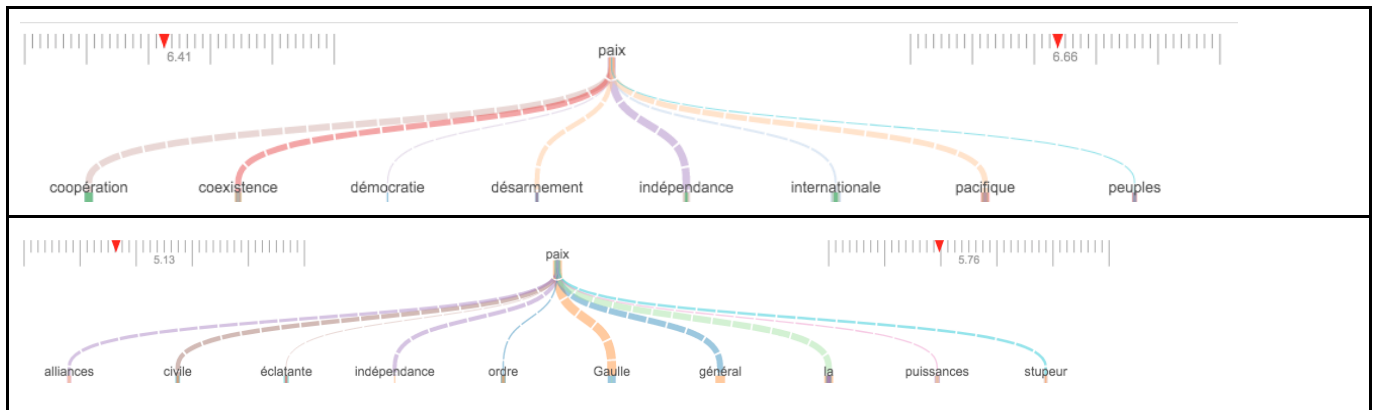 paix
6.41
6.66
coopération coexistence démocratie désarmement indépendance internationale pacifique peuples
paix
5.13
5.76
alliances civile éclatante indépendance ordre Gaulle général la puissances stupeur